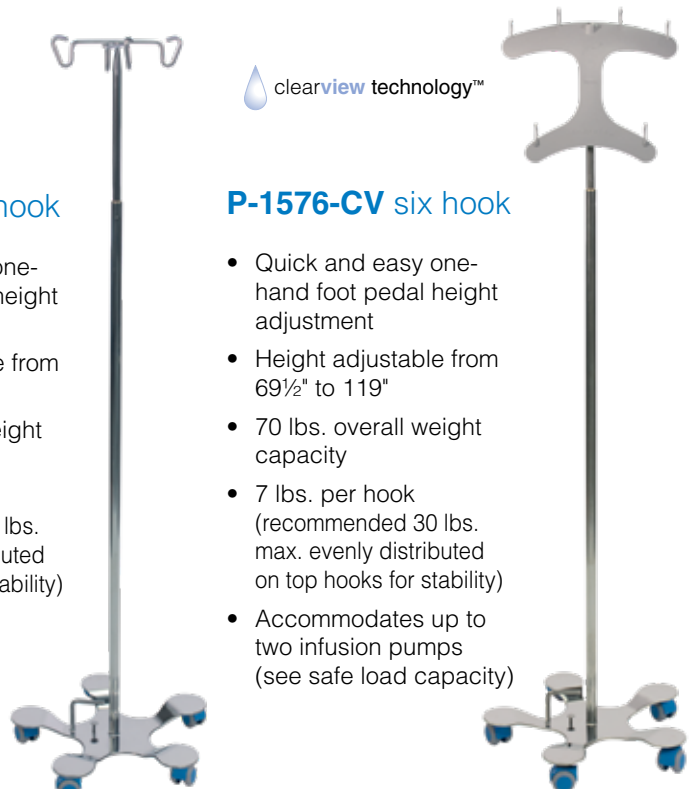 clearview technology™
hook
one-
height
e from
eight
lbs.
uted
ability)
P-1576-CV six hook
• Quick and easy one-
hand foot pedal height
adjustment
• Height adjustable from
69½" to 119"
• 70 lbs. overall weight
capacity
• 7 lbs. per hook
(recommended 30 lbs.
max. evenly distributed
on top hooks for stability)
• Accommodates up to
two infusion pumps
(see safe load capacity)